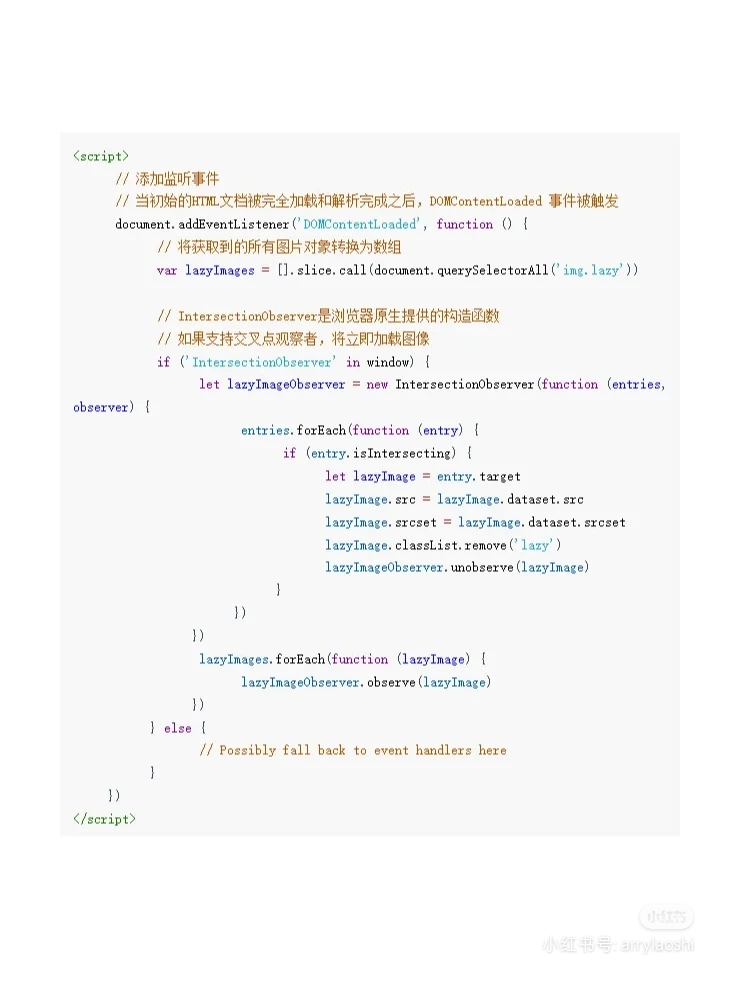 <script>
// 添加监听事件
// 当初始的HTML文档被完全加载和解析完成之后，DOMContentLoaded 事件被触发
document.addEventListener('DOMContentLoaded', function () {
// 将获取到的所有图片对象转换为数组
var lazyImages = [].slice.call(document.querySelectorAll('img.lazy'))
// IntersectionObserver是浏览器原生提供的构造函数
// 如果支持交叉点观察者，将立即加载图像
if ('IntersectionObserver' in window) {
let lazyImageObserver = new IntersectionObserver(function (entries,
observer) {
entries.forEach(function (entry) {
if (entry.isIntersecting) {
let lazyImage = entry.target
lazyImage.src = lazyImage.dataset.src
lazyImage.srcset = lazyImage.dataset.srcset
lazyImage.classList.remove('lazy')
lazyImageObserver.unobserve(lazyImage)
}
})
})
lazyImages.forEach(function (lazyImage) {
lazyImageObserver.observe(lazyImage)
})
} else {
// Possibly fall back to event handlers here
}
})
</script>
小红书
小红书号: arrylaoshi